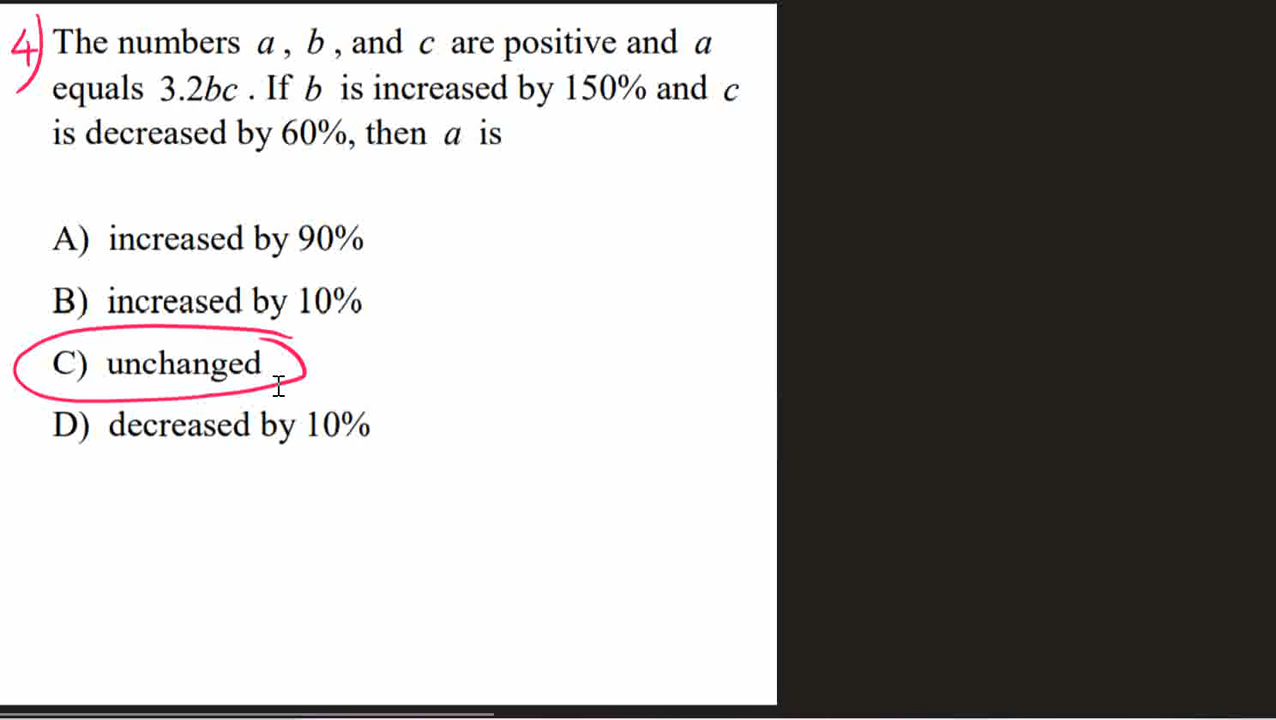 4) The numbers a, b, and c are positive and a
equals 3.2bc. If b is increased by 150% and c
is decreased by 60%, then a is
A) increased by 90%
B) increased by 10%
C) unchanged
D) decreased by 10%